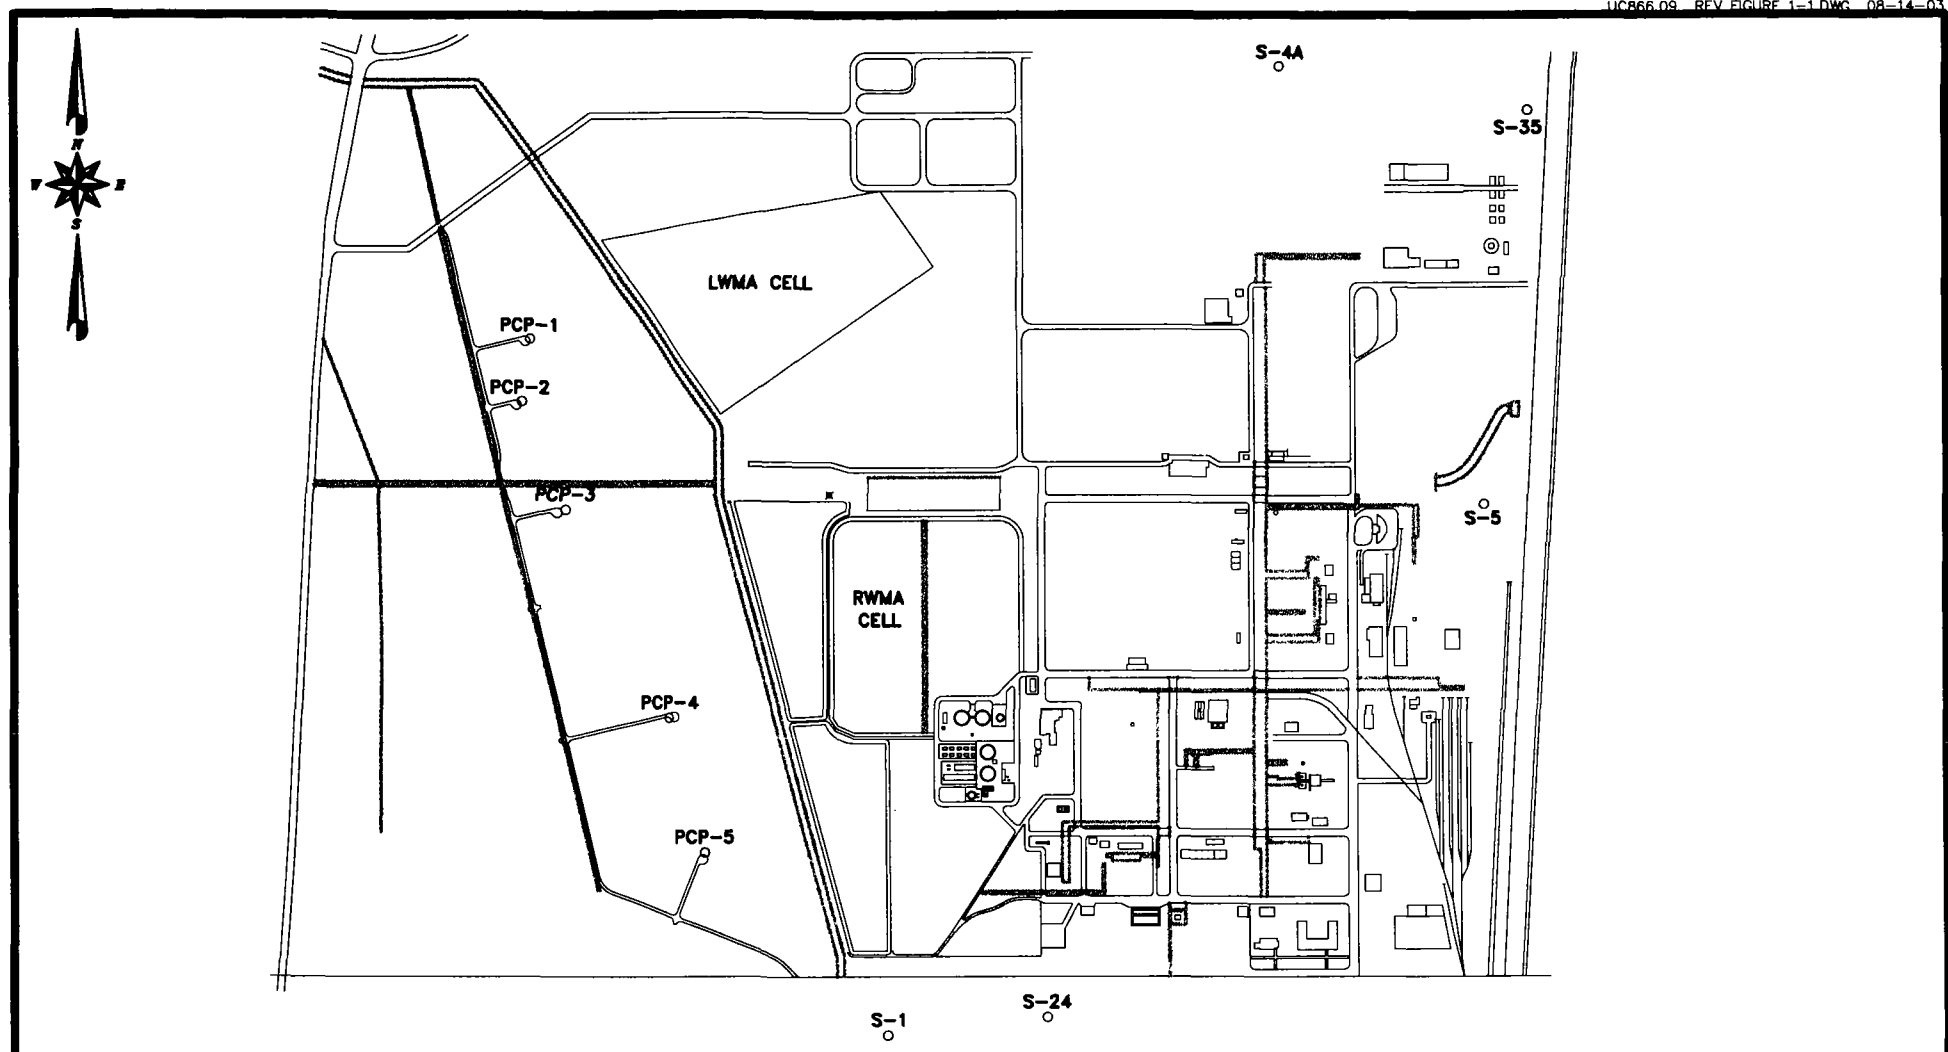 UC866.09 REV FIGURE 1-1.DWG 08-14-03
S-4A
S-35
N
W E
S
LWMA CELL
PCP-1
PCP-2
PCP-3
S-5
RWMA
CELL
PCP-4
PCP-5
S-24
S-1